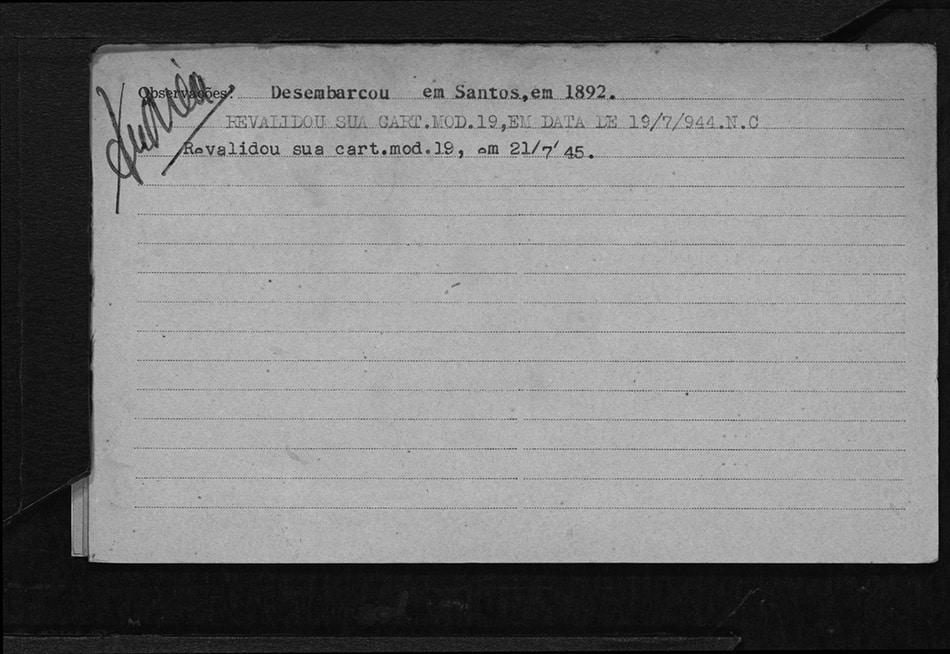 Observações: Desembarcou em Santos,em 1892.
REVALIDOU SUA CART.MOD.19,EM DATA DE 19/7/944.N.C
Revalidou sua cart.mod.19, em 21/7/45.